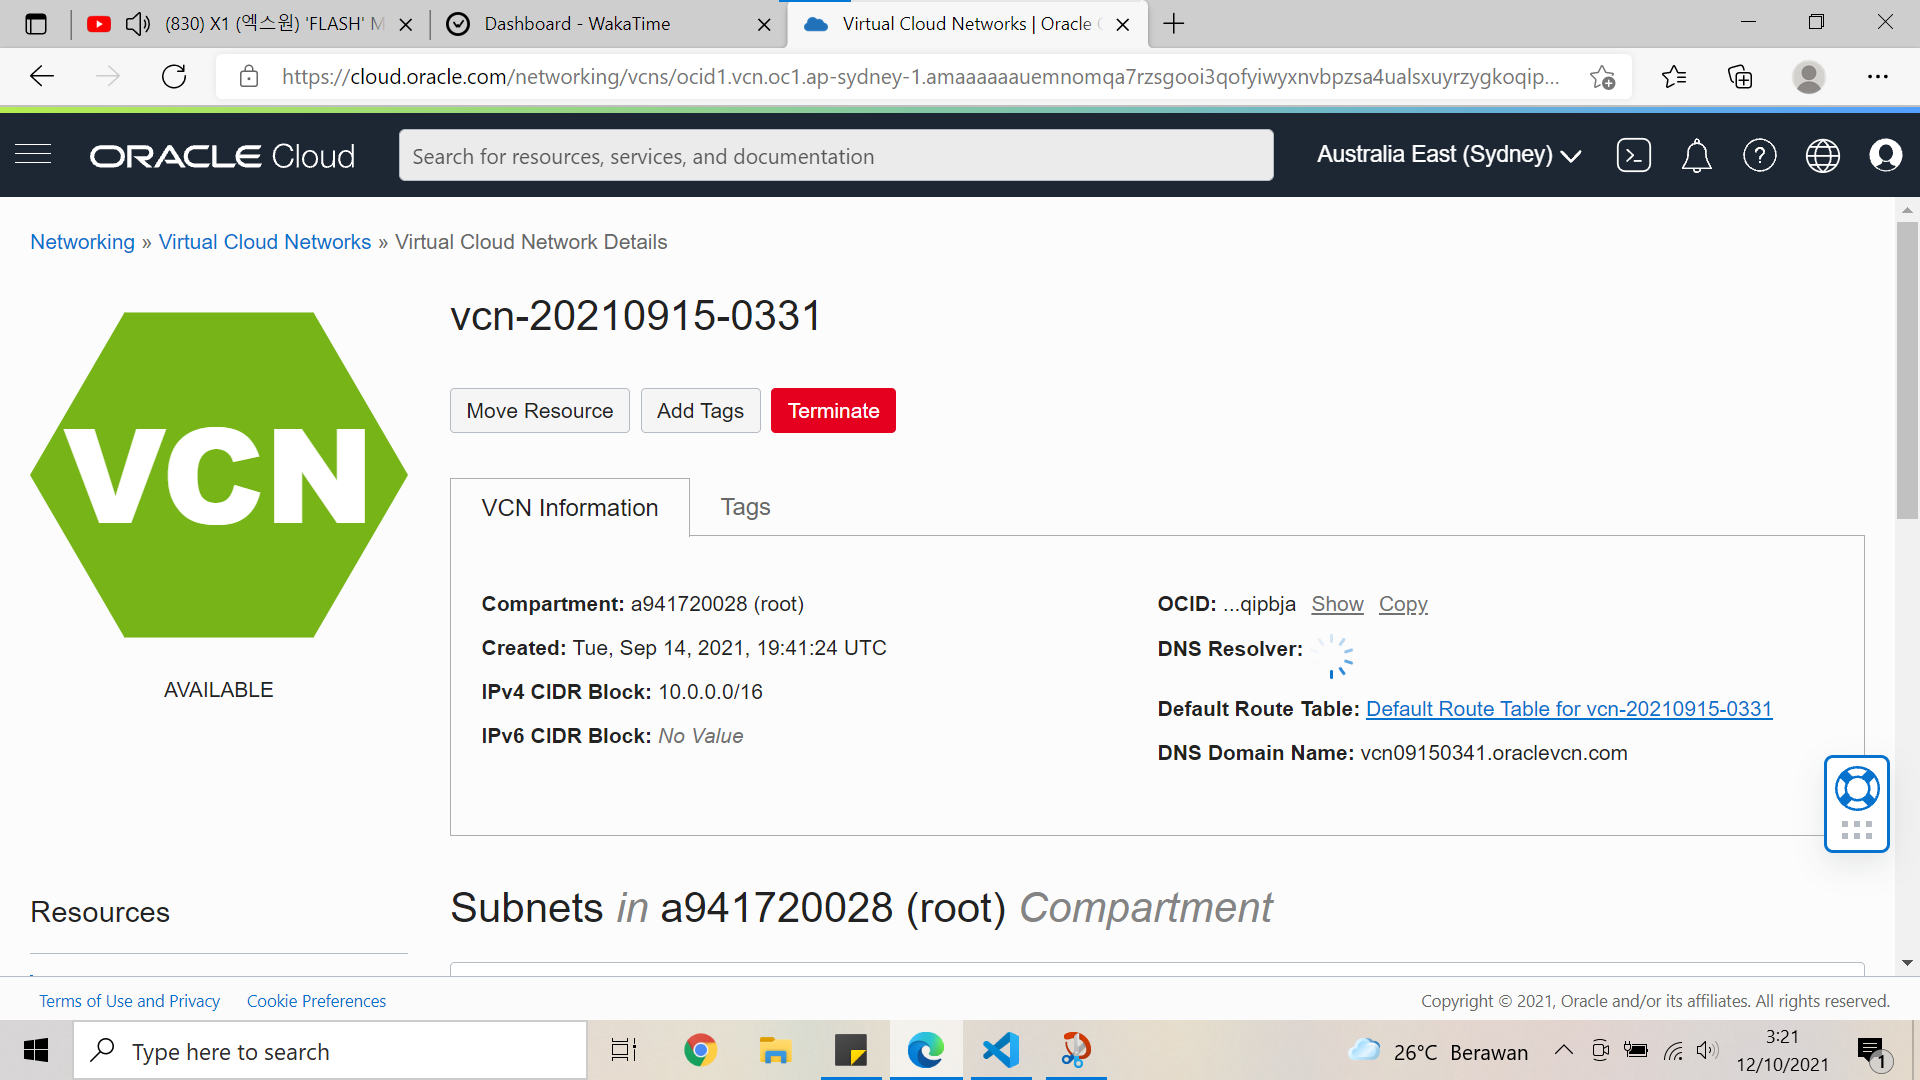 (830) X1 (엑스원) 'FLASH' M
Dashboard - WakaTime
Virtual Cloud Networks | Oracle C
https://cloud.oracle.com/networking/vcns/ocid1.vcn.oc1.ap-sydney-1.amaaaaaauemnomqa7rzsgooi3qofyiwyxnvbpzsa4ualsxuyrzygkoqip...
ORACLE Cloud
Search for resources, services, and documentation
Australia East (Sydney)
Networking » Virtual Cloud Networks » Virtual Cloud Network Details
VCN
AVAILABLE
vcn-20210915-0331
Move Resource
Add Tags
Terminate
VCN Information
Tags
Compartment: a941720028 (root)
Created: Tue, Sep 14, 2021, 19:41:24 UTC
IPv4 CIDR Block: 10.0.0.0/16
IPv6 CIDR Block: No Value
OCID: ...qipbja Show Copy
DNS Resolver:
Default Route Table: Default Route Table for vcn-20210915-0331
DNS Domain Name: vcn09150341.oraclevcn.com
Resources
Subnets in a941720028 (root) Compartment
Terms of Use and Privacy
Cookie Preferences
Copyright © 2021, Oracle and/or its affiliates. All rights reserved.
Type here to search
26°C Berawan
3:21
12/10/2021
1